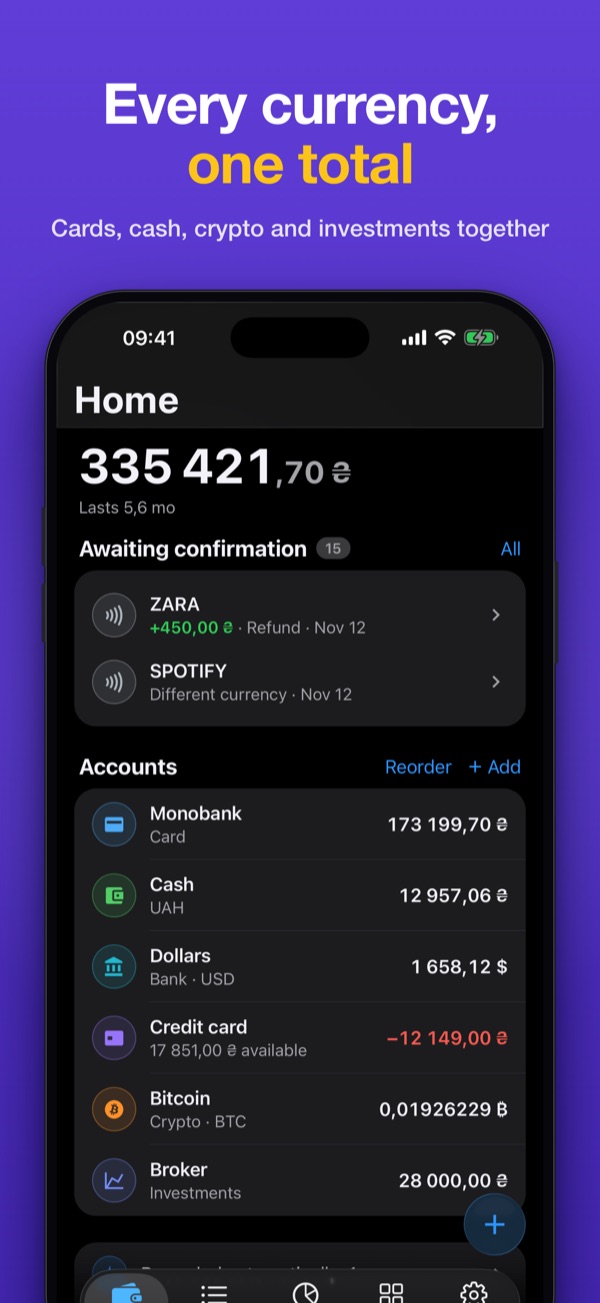 Every currency,
one total
Cards, cash, crypto and investments together
09:41
Home
335 421,70 ₴
Lasts 5,6 mo
Awaiting confirmation 15 All
ZARA
+450,00 ₴ · Refund · Nov 12
SPOTIFY
Different currency · Nov 12
Accounts Reorder + Add
Monobank
173 199,70 ₴
Card
Cash
12 957,06 ₴
UAH
Dollars
1 658,12 $
Bank · USD
Credit card
−12 149,00 ₴
17 851,00 ₴ available
Bitcoin
0,01926229 ₿
Crypto · BTC
Broker
28 000,00 ₴
Investments